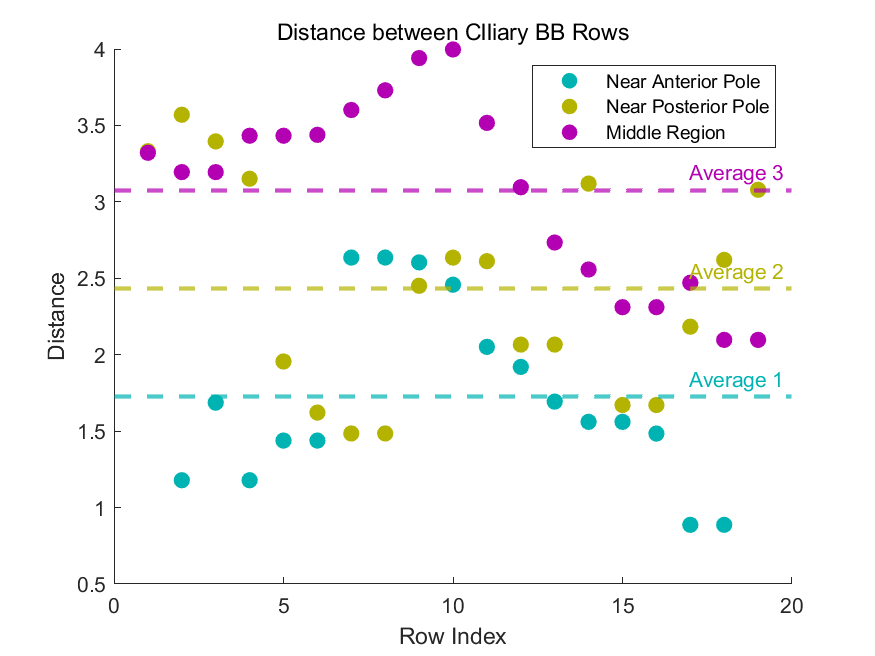 Distance between CIliary BB Rows
4
3.5
3
2.5
2
1.5
1
0.5
0
5
10
15
20
Distance
Row Index
Near Anterior Pole
Near Posterior Pole
Middle Region
Average 3
Average 2
Average 1